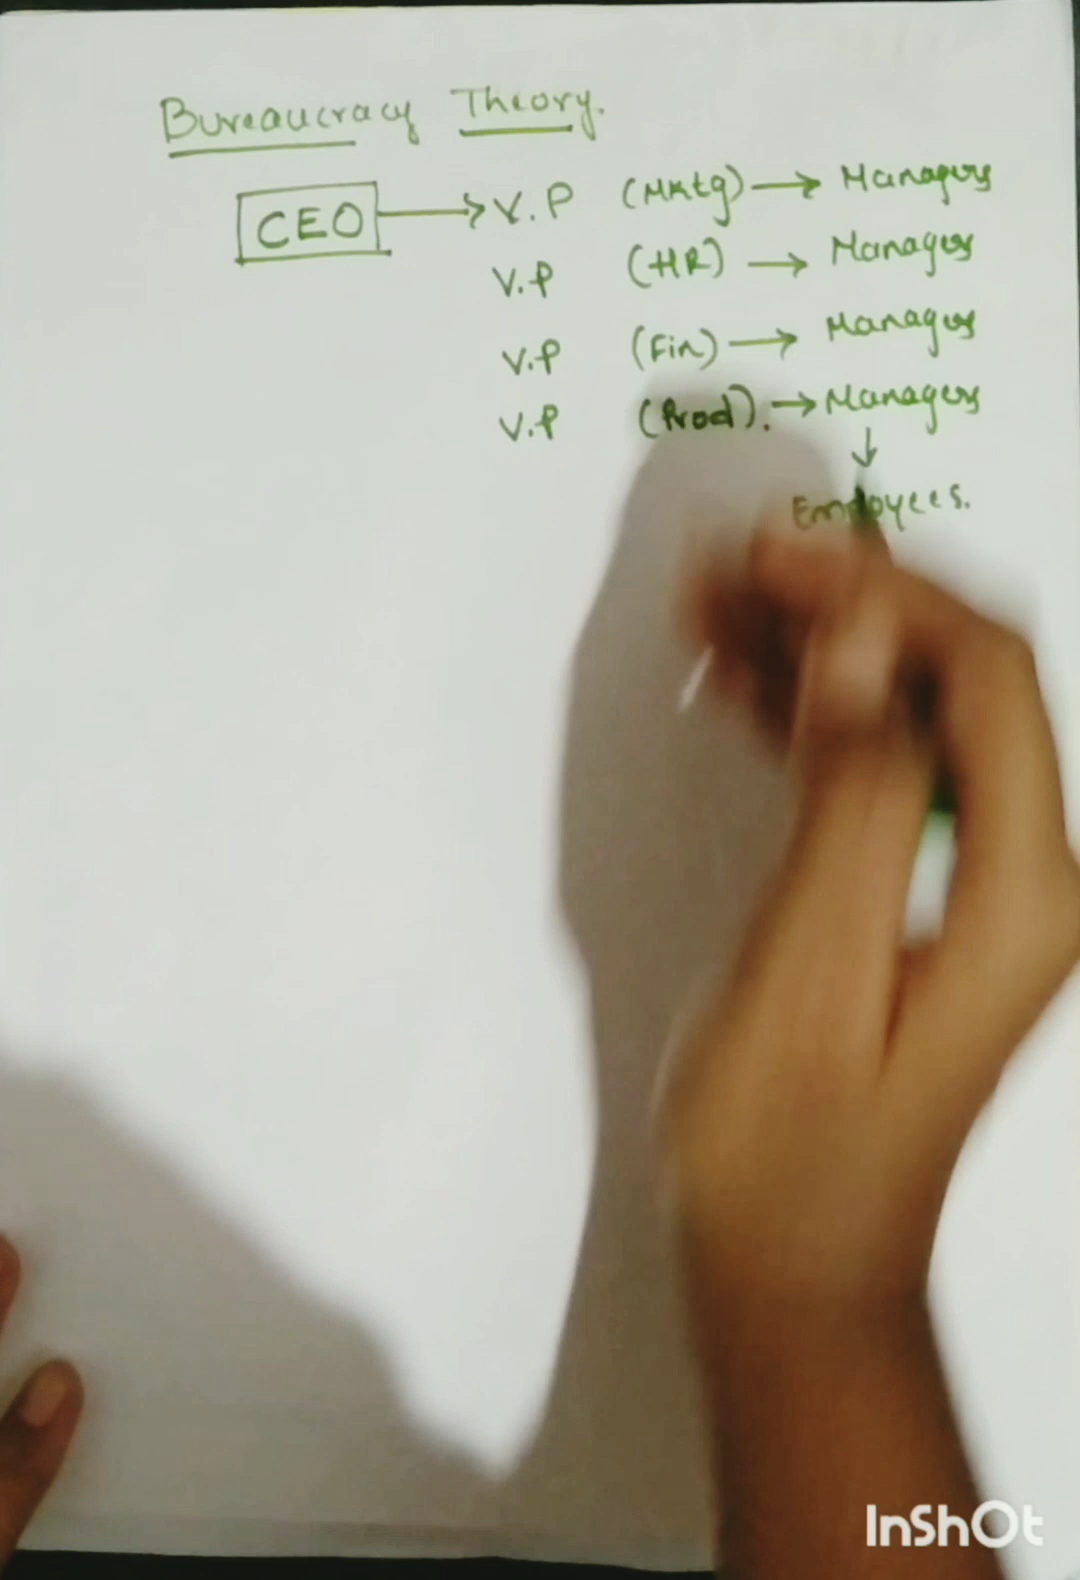 Bureaucracy Theory.
CEO → V.P (Mktg) → Managers
V.P (HR) → Managers
V.P (Fin) → Managers
V.P (Prod). → Managers
↓
Employees.
InShOt